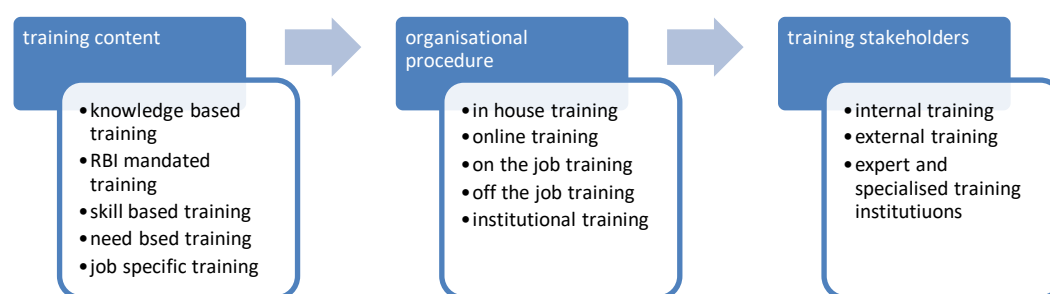 training content
•knowledge based
training
•RBI mandated
training
•skill based training
•need bsed training
•job specific training
organisational
procedure
•in house training
•online training
•on the job training
•off the job training
•institutional training
training stakeholders
•internal training
•external training
•expert and
specialised training
institutiuons